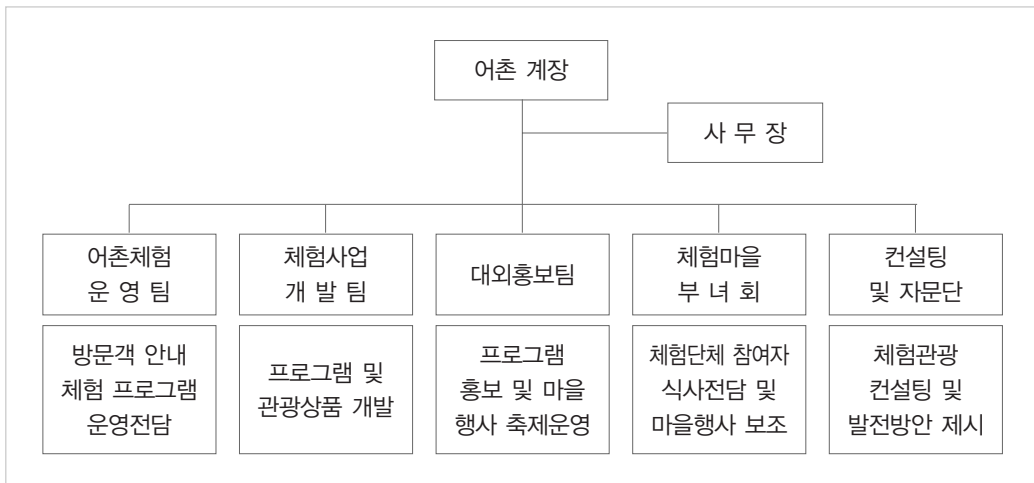 어촌 계장
사 무 장
어촌체험
운 영 팀
체험사업
개 발 팀
대외홍보팀
체험마을
부 녀 회
컨설팅
및 자문단
방문객 안내
체험 프로그램
운영전담
프로그램 및
관광상품 개발
프로그램
홍보 및 마을
행사 축제운영
체험단체 참여자
식사전담 및
마을행사 보조
체험관광
컨설팅 및
발전방안 제시